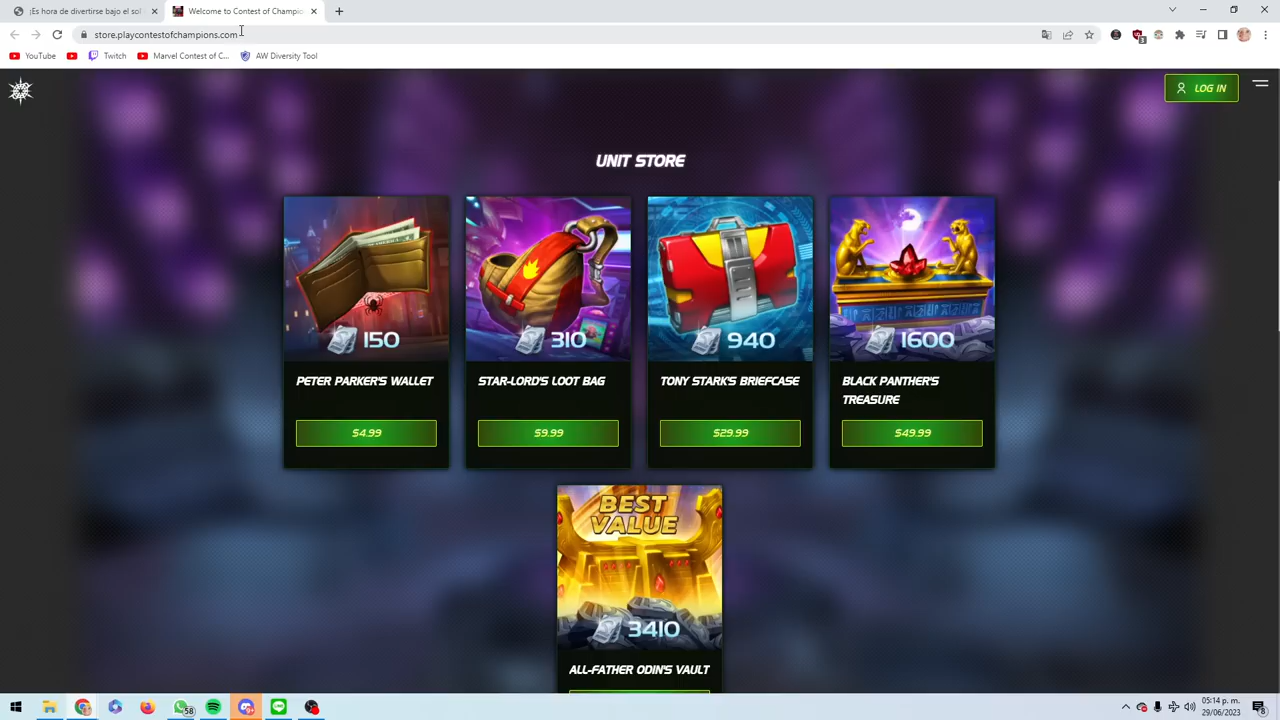 ¡Es hora de divertirse bajo el sol
Welcome to Contest of Champio
store.playcontestofchampions.com
YouTube
Twitch
Marvel Contest of C...
AW Diversity Tool
LOG IN
UNIT STORE
150
310
940
1600
PETER PARKER'S WALLET
STAR-LORD'S LOOT BAG
TONY STARK'S BRIEFCASE
BLACK PANTHER'S
TREASURE
$4.99
$9.99
$29.99
$49.99
BEST
VALUE
3410
ALL-FATHER ODIN'S VAULT
58
05:14 p. m.
29/06/2023
8